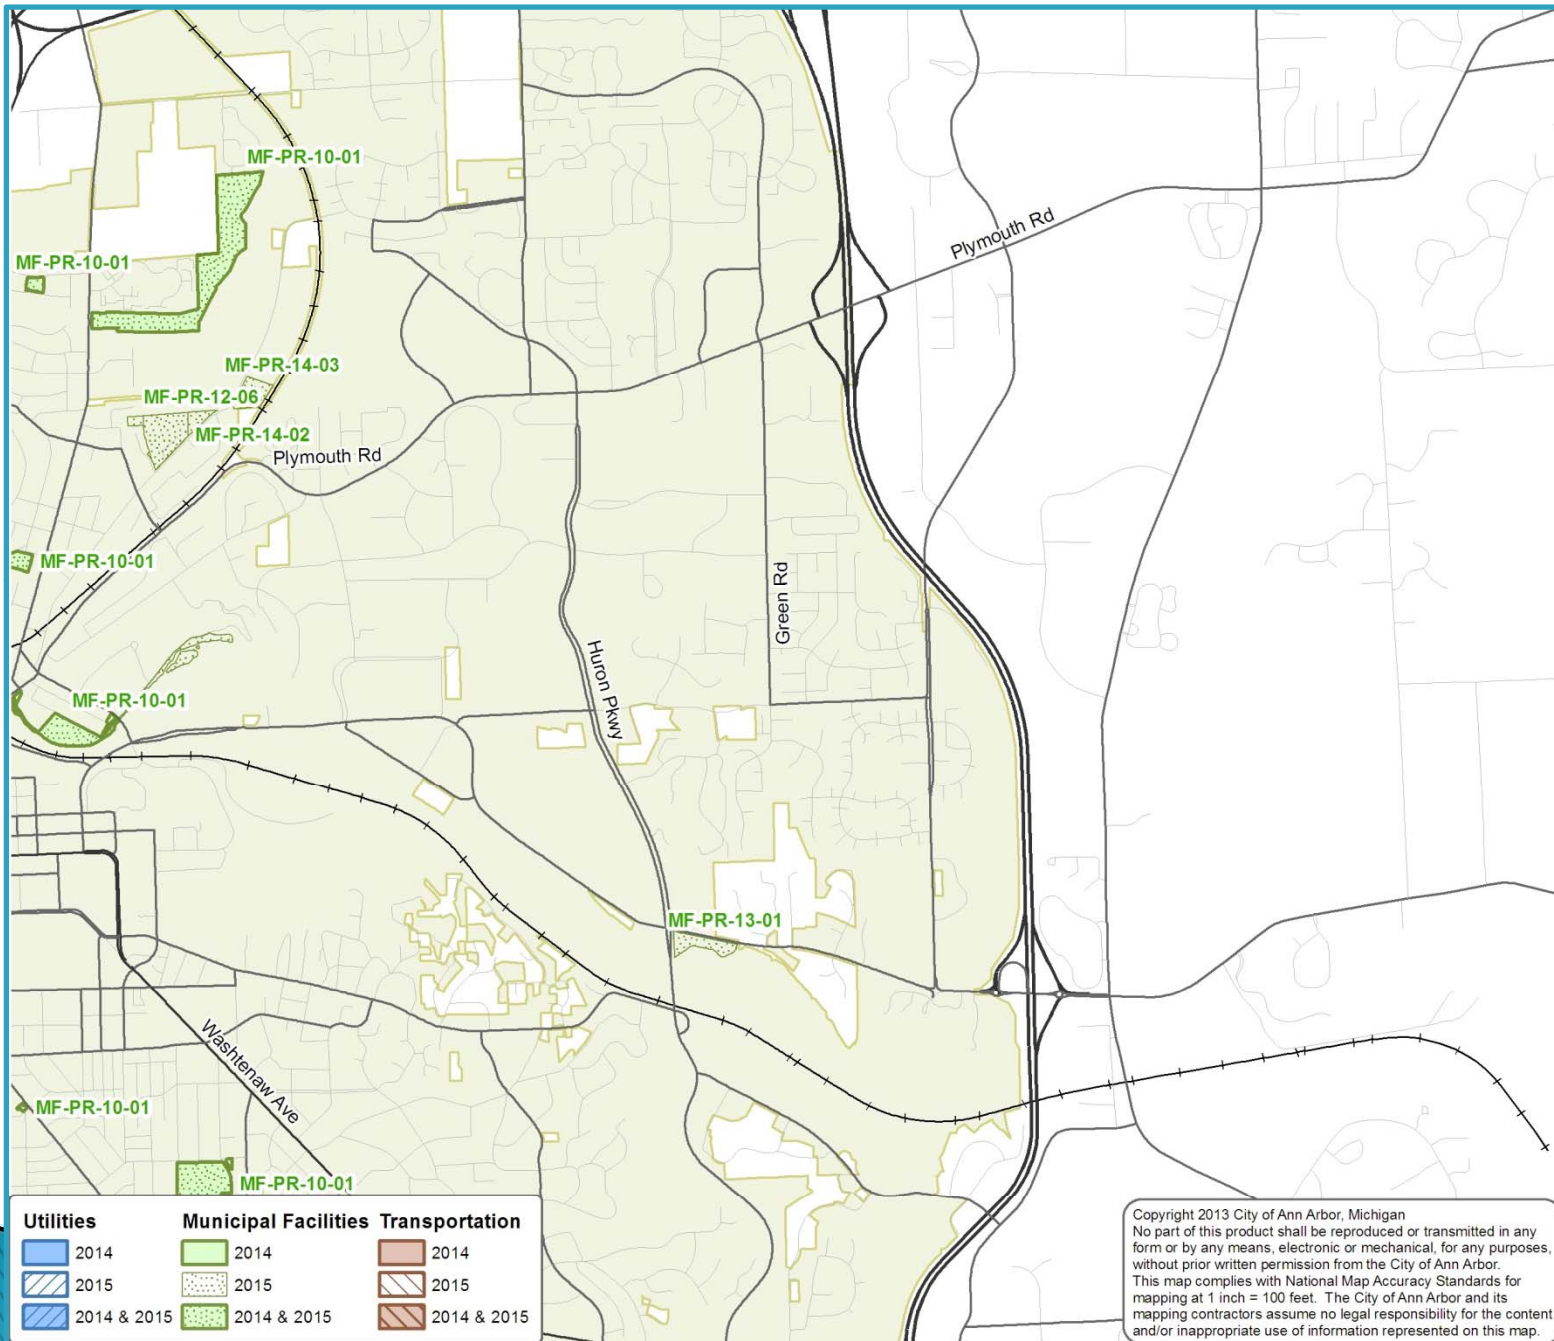 MF-PR-10-01
Plymouth Rd
MF-PR-10-01
MF-PR-14-03
MF-PR-12-06
MF-PR-14-02
Plymouth Rd
MF-PR-10-01
Green Rd
Huron Pkwy
MF-PR-10-01
MF-PR-13-01
Washtenaw Ave
MF-PR-10-01
MF-PR-10-01
Utilities
2014
2015
2014 & 2015
Municipal Facilities
2014
2015
2014 & 2015
Transportation
2014
2015
2014 & 2015
Copyright 2013 City of Ann Arbor, Michigan
No part of this product shall be reproduced or transmitted in any
form or by any means, electronic or mechanical, for any purposes,
without prior written permission from the City of Ann Arbor.
This map complies with National Map Accuracy Standards for
mapping at 1 inch = 100 feet. The City of Ann Arbor and its
mapping contractors assume no legal responsibility for the content
and/or inappropriate use of information represented on this map.